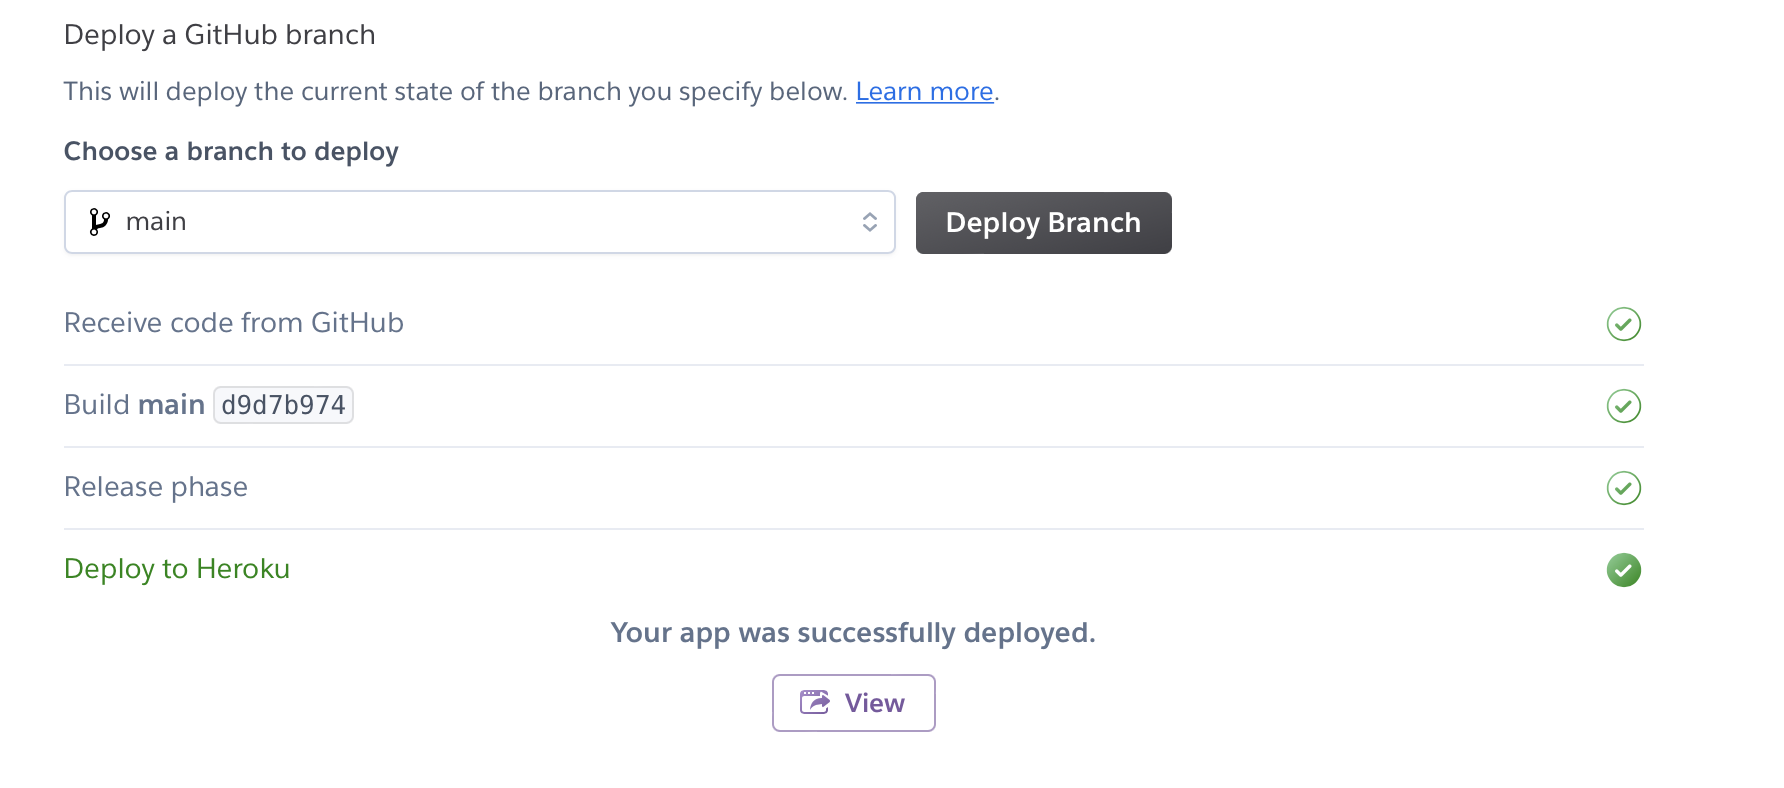 Deploy a GitHub branch
This will deploy the current state of the branch you specify below. Learn more.
Choose a branch to deploy
main
Deploy Branch
Receive code from GitHub
Build main d9d7b974
Release phase
Deploy to Heroku
Your app was successfully deployed.
View